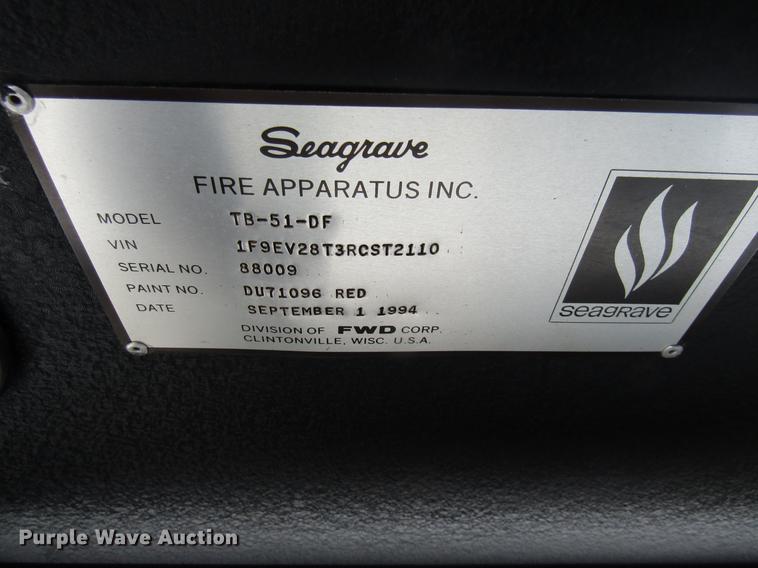 Seagrave
FIRE APPARATUS INC.
MODEL TB-51-DF
VIN 1F9EV28T3RCST2110
SERIAL NO. 88009
PAINT NO. DU71096 RED
DATE SEPTEMBER 1 1994
DIVISION OF FWD CORP.
CLINTONVILLE, WISC. U.S.A.
SEAGRAVE
Purple Wave Auction